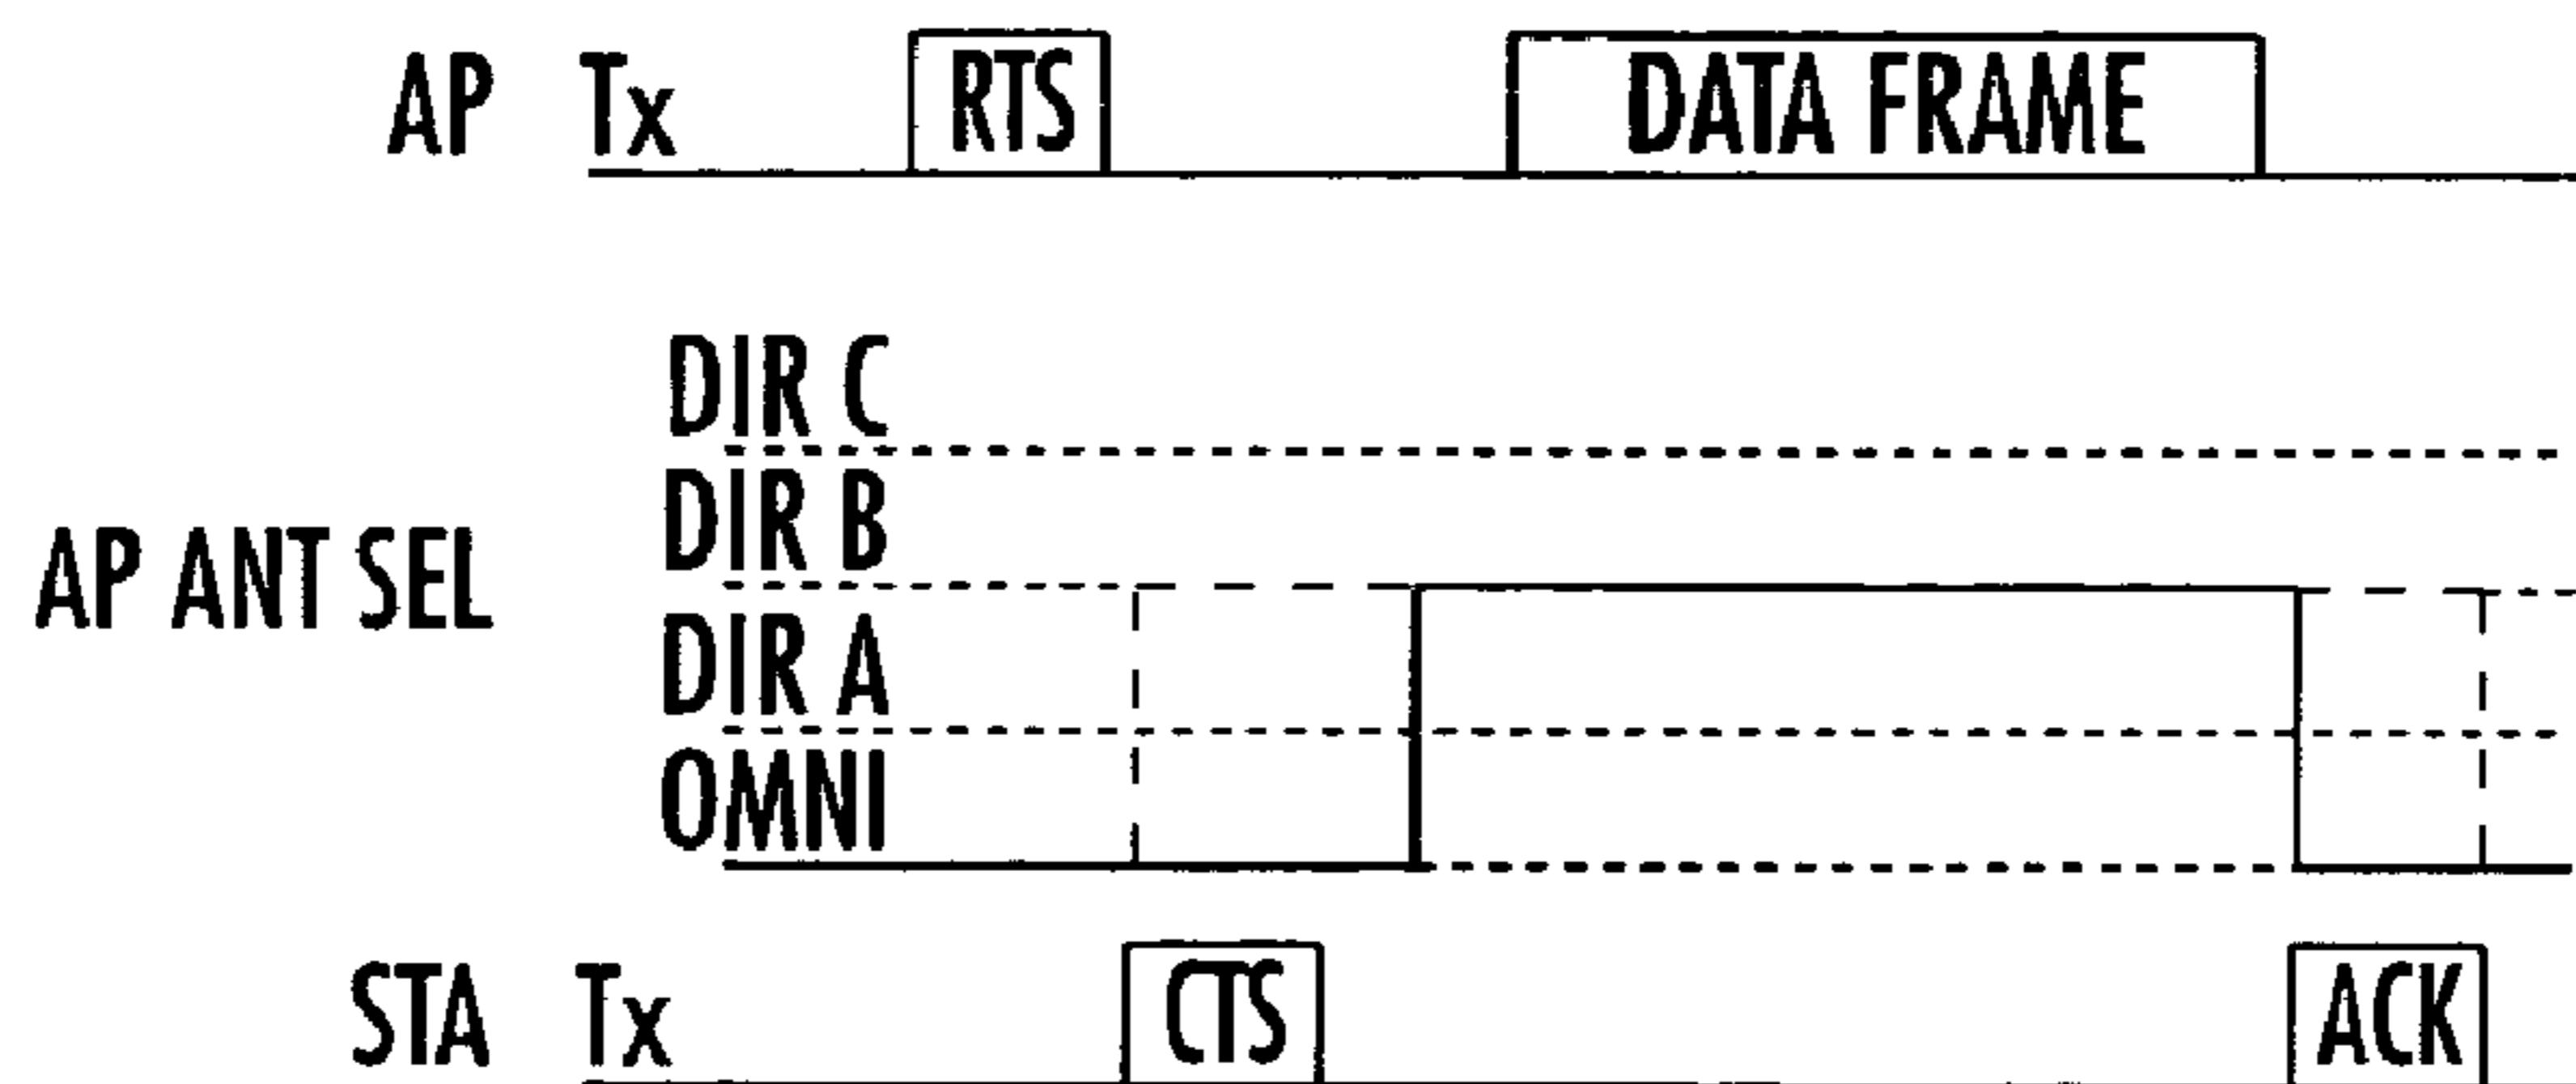 AP Tx RTS DATA FRAME
DIR C
DIR B
AP ANT SEL
DIR A
OMNI
STA Tx CTS ACK